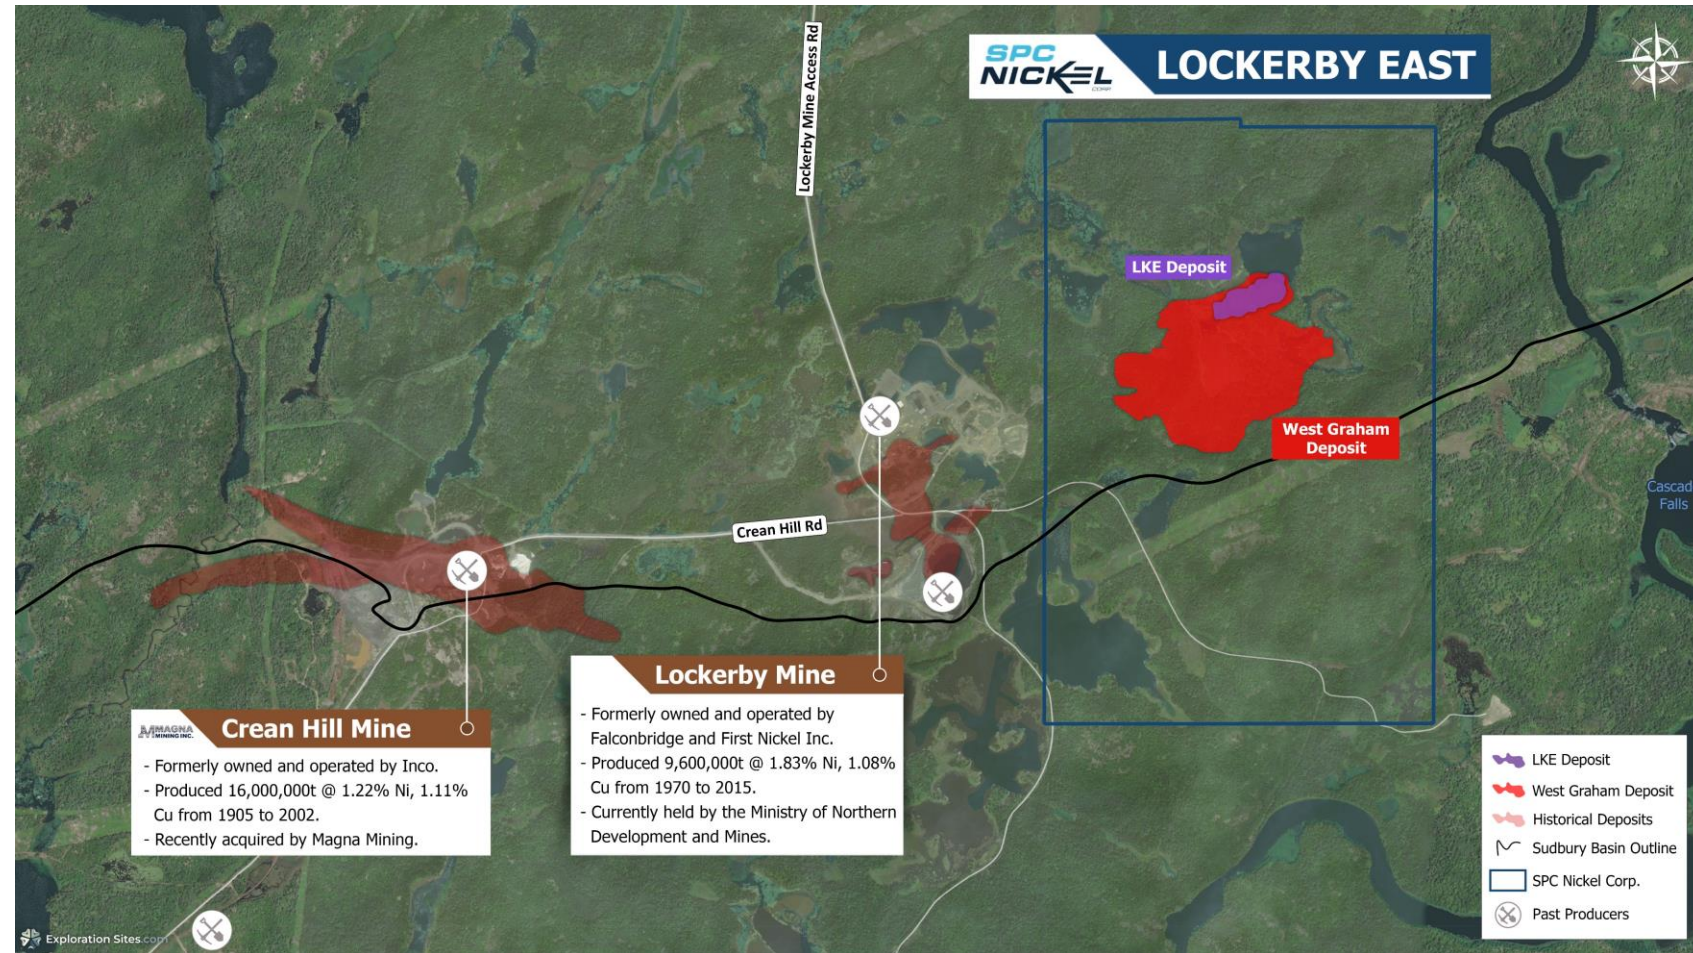 SPC
NICKEL
CORP
LOCKERBY EAST
Lockerby Mine Access Rd
LKE Deposit
West Graham
Deposit
Cascad
Falls
Crean Hill Rd
Lockerby Mine
- Formerly owned and operated by
Falconbridge and First Nickel Inc.
- Produced 9,600,000t @ 1.83% Ni, 1.08%
Cu from 1970 to 2015.
- Currently held by the Ministry of Northern
Development and Mines.
MAGNA
MINING INC.
Crean Hill Mine
- Formerly owned and operated by Inco.
- Produced 16,000,000t @ 1.22% Ni, 1.11%
Cu from 1905 to 2002.
- Recently acquired by Magna Mining.
LKE Deposit
West Graham Deposit
Historical Deposits
Sudbury Basin Outline
SPC Nickel Corp.
Past Producers
Exploration Sites.com